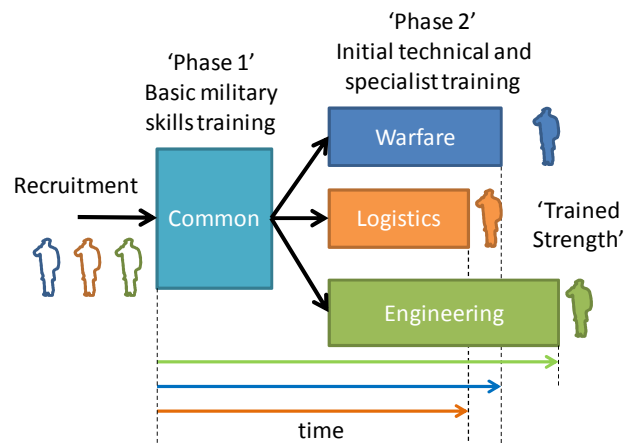 ‘Phase 1’
Basic military
skills training
‘Phase 2’
Initial technical and
specialist training
Recruitment
Common
Warfare
Logistics
Engineering
‘Trained
Strength’
time